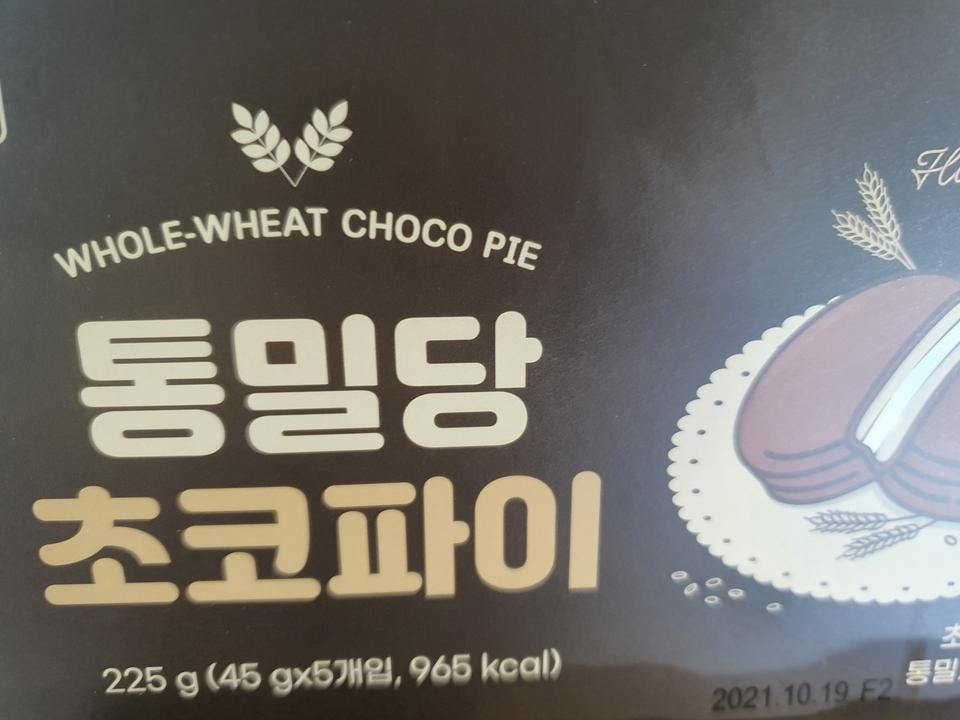 WHOLE-WHEAT CHOCO PIE
통밀당
초코파이
225 g (45 gx5개입, 965 kcal)
2021.10.19 F2